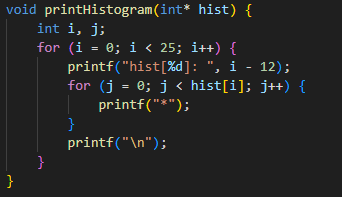 void printHistogram(int* hist) {
    int i, j;
    for (i = 0; i < 25; i++) {
        printf("hist[%d]: ", i - 12);
        for (j = 0; j < hist[i]; j++) {
            printf("*");
        }
        printf("\n");
    }
}